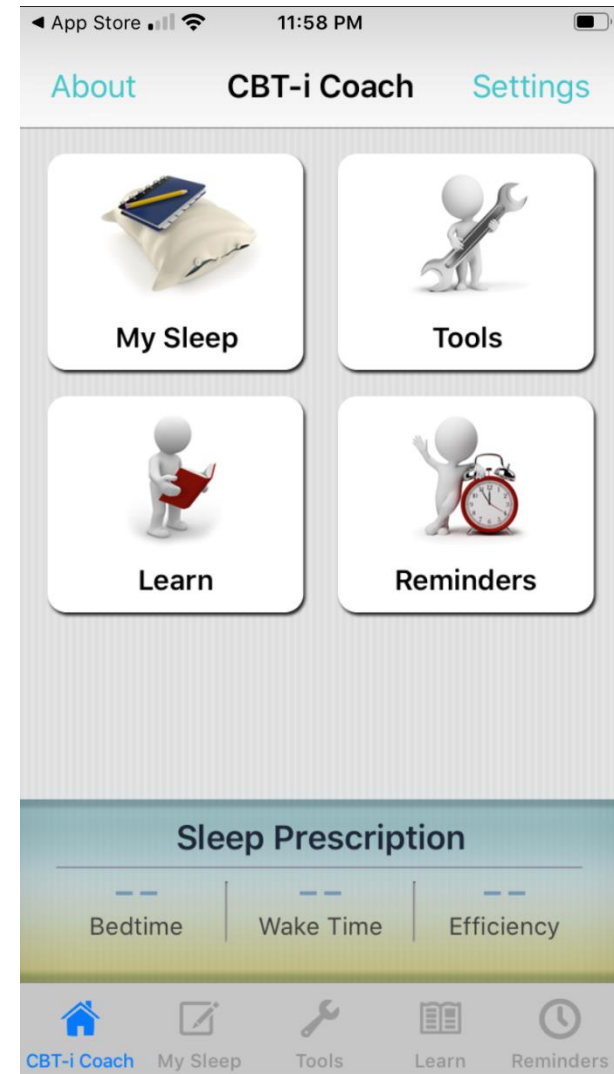 ◀ App Store 11:58 PM
About CBT-i Coach Settings
My Sleep Tools
Learn Reminders
Sleep Prescription
-- -- --
Bedtime Wake Time Efficiency
CBT-i Coach My Sleep Tools Learn Reminders